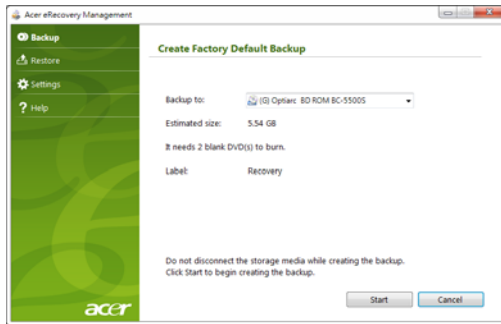 Acer eRecovery Management
Backup
Restore
Settings
Help
Create Factory Default Backup
Backup to: (G) Optiarc BD ROM BC-5500S
Estimated size: 5.54 GB
It needs 2 blank DVD(s) to burn.
Label: Recovery
Do not disconnect the storage media while creating the backup.
Click Start to begin creating the backup.
Start Cancel
acer